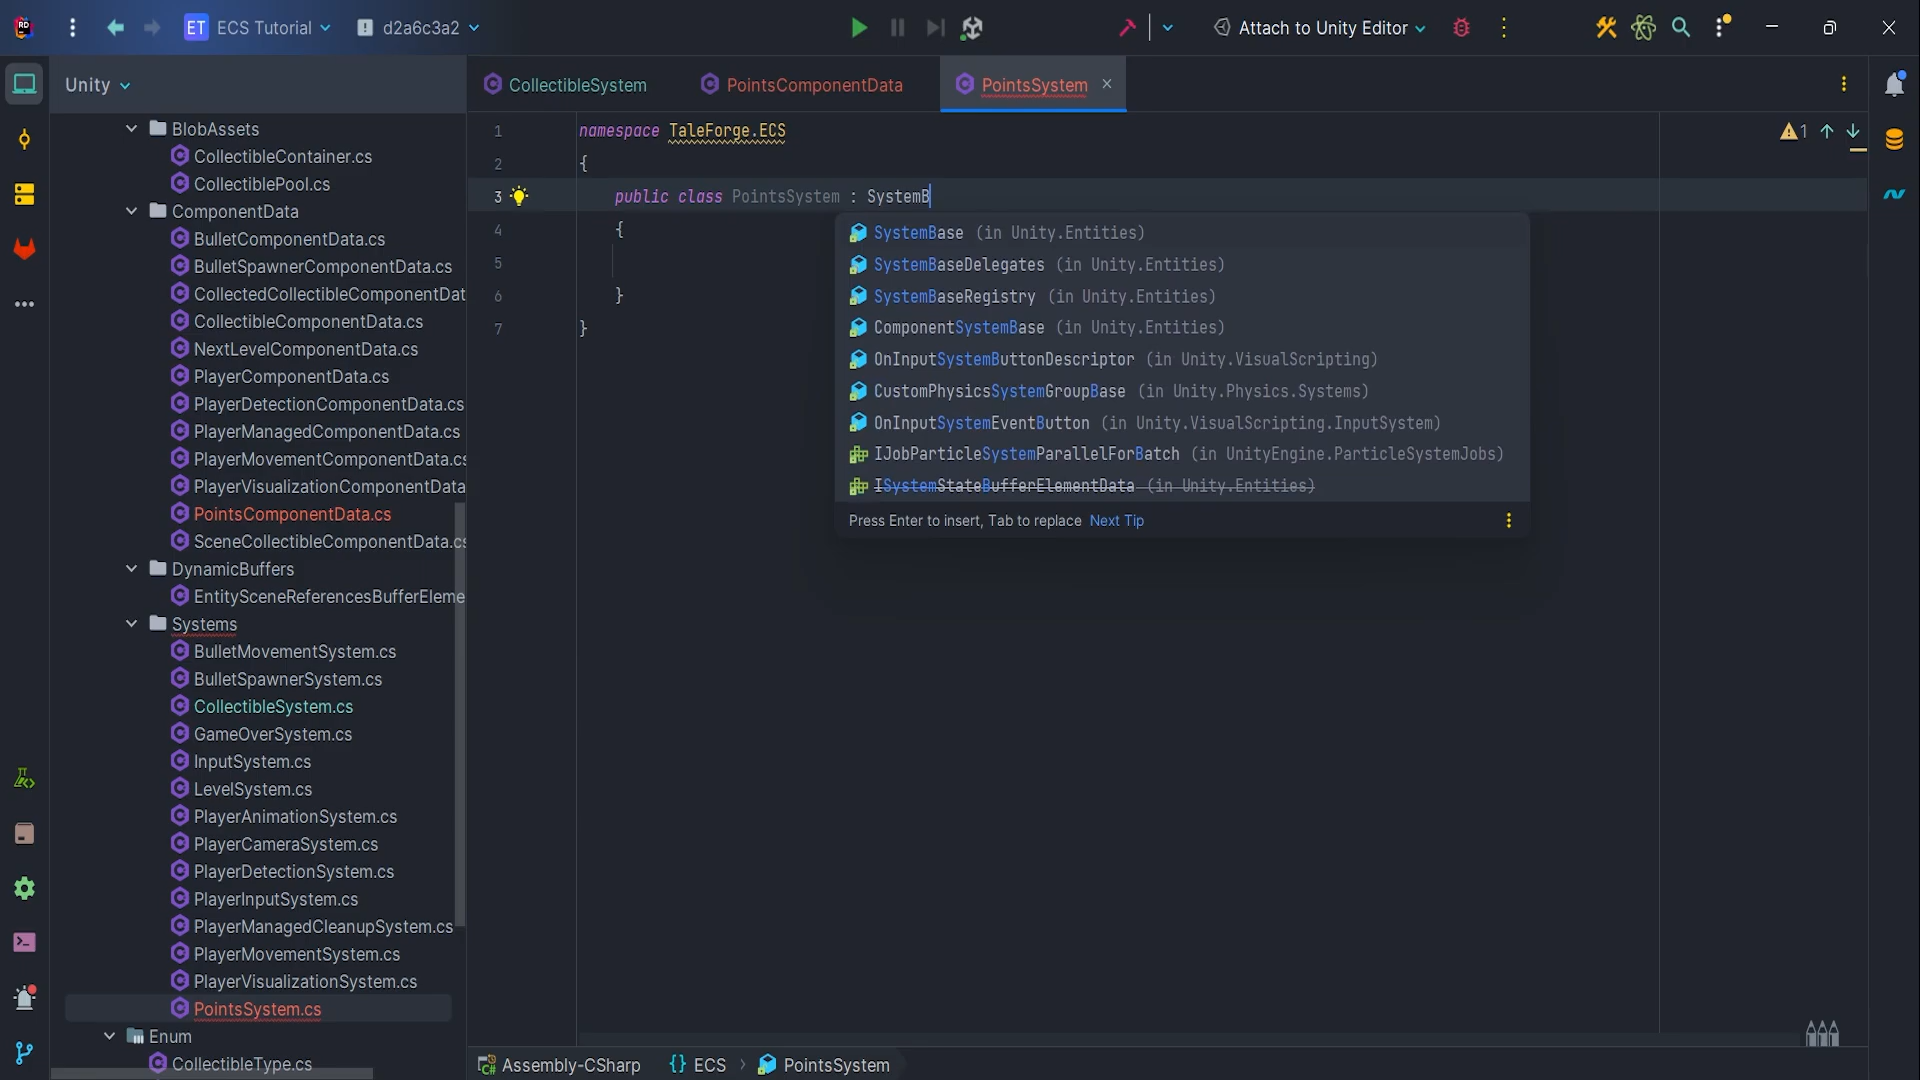 RD ET ECS Tutorial d2a6c3a2 Attach to Unity Editor
Unity
CollectibleSystem PointsComponentData PointsSystem
BlobAssets
CollectibleContainer.cs
CollectiblePool.cs
ComponentData
BulletComponentData.cs
BulletSpawnerComponentData.cs
CollectedCollectibleComponentDat
CollectibleComponentData.cs
NextLevelComponentData.cs
PlayerComponentData.cs
PlayerDetectionComponentData.cs
PlayerManagedComponentData.cs
PlayerMovementComponentData.cs
PlayerVisualizationComponentData
PointsComponentData.cs
SceneCollectibleComponentData.cs
DynamicBuffers
EntitySceneReferencesBufferEleme
Systems
BulletMovementSystem.cs
BulletSpawnerSystem.cs
CollectibleSystem.cs
GameOverSystem.cs
InputSystem.cs
LevelSystem.cs
PlayerAnimationSystem.cs
PlayerCameraSystem.cs
PlayerDetectionSystem.cs
PlayerInputSystem.cs
PlayerManagedCleanupSystem.cs
PlayerMovementSystem.cs
PlayerVisualizationSystem.cs
PointsSystem.cs
Enum
CollectibleType.cs
1 namespace TaleForge.ECS
2 {
3 public class PointsSystem : SystemB
4 {
5
6 }
7 }
1
SystemBase (in Unity.Entities)
SystemBaseDelegates (in Unity.Entities)
SystemBaseRegistry (in Unity.Entities)
ComponentSystemBase (in Unity.Entities)
OnInputSystemButtonDescriptor (in Unity.VisualScripting)
CustomPhysicsSystemGroupBase (in Unity.Physics.Systems)
OnInputSystemEventButton (in Unity.VisualScripting.InputSystem)
IJobParticleSystemParallelForBatch (in UnityEngine.ParticleSystemJobs)
ISystemStateBufferElementData (in Unity.Entities)
Press Enter to insert, Tab to replace Next Tip
C# Assembly-CSharp {} ECS PointsSystem